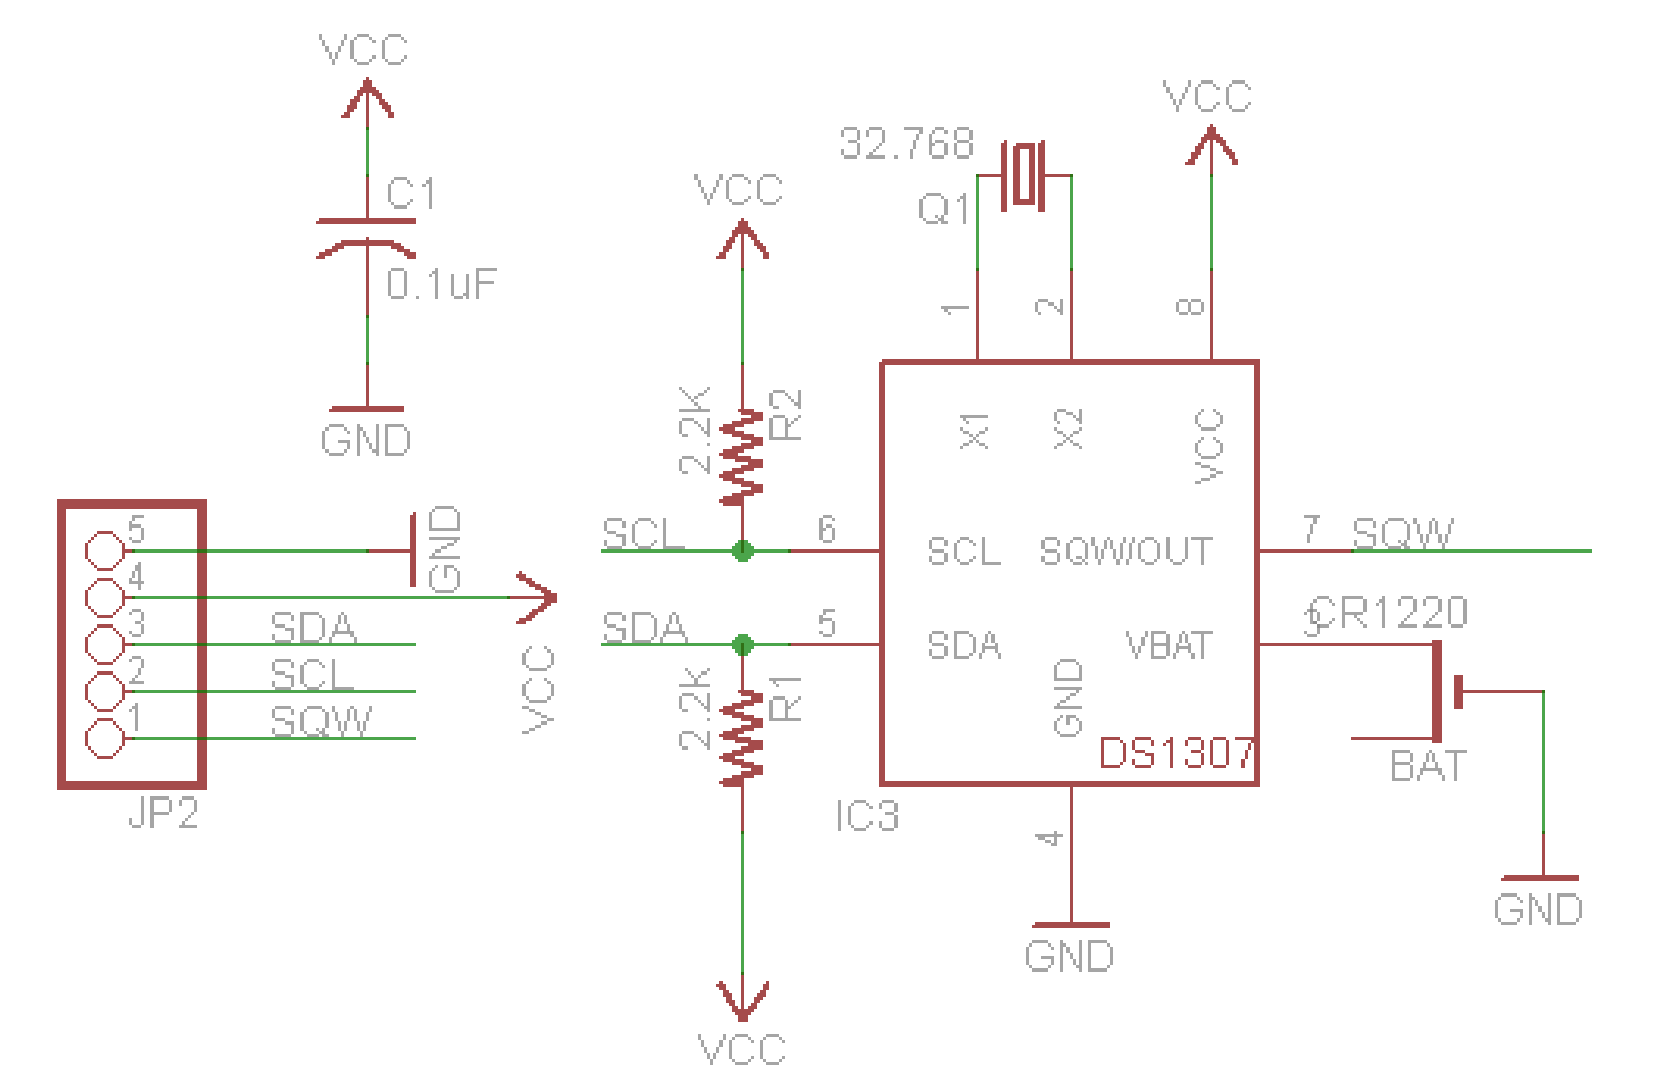 VCC
C1
0.1uF
GND
VCC
2.2K
R2
32.768
Q1
VCC
1
2
8
X1
X2
VCC
5
GND
4
VCC
3
SDA
2
SCL
1
SQW
JP2
SCL
6
SCL
SQW/OUT
7
SQW
SDA
5
SDA
VBAT
3
CR1220
BAT
GND
GND
DS1307
IC3
4
GND
2.2K
R1
VCC